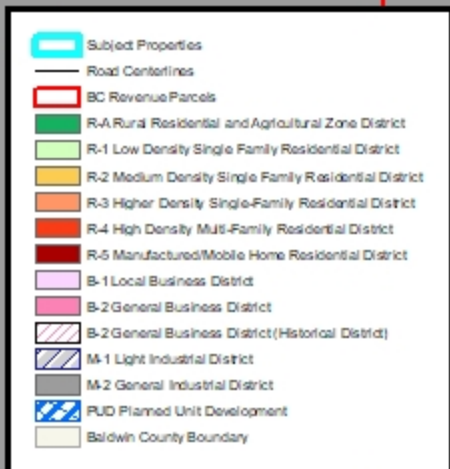 Subject Properties
Road Centerlines
BC Revenue Parcels
R-A Rural Residential and Agricultural Zone District
R-1 Low Density Single Family Residential District
R-2 Medium Density Single Family Residential District
R-3 Higher Density Single-Family Residential District
R-4 High Density Multi-Family Residential District
R-5 Manufactured/Mobile Home Residential District
B-1 Local Business District
B-2 General Business District
B-2 General Business District (Historical District)
M-1 Light Industrial District
M-2 General Industrial District
PUD Planned Unit Development
Baldwin County Boundary